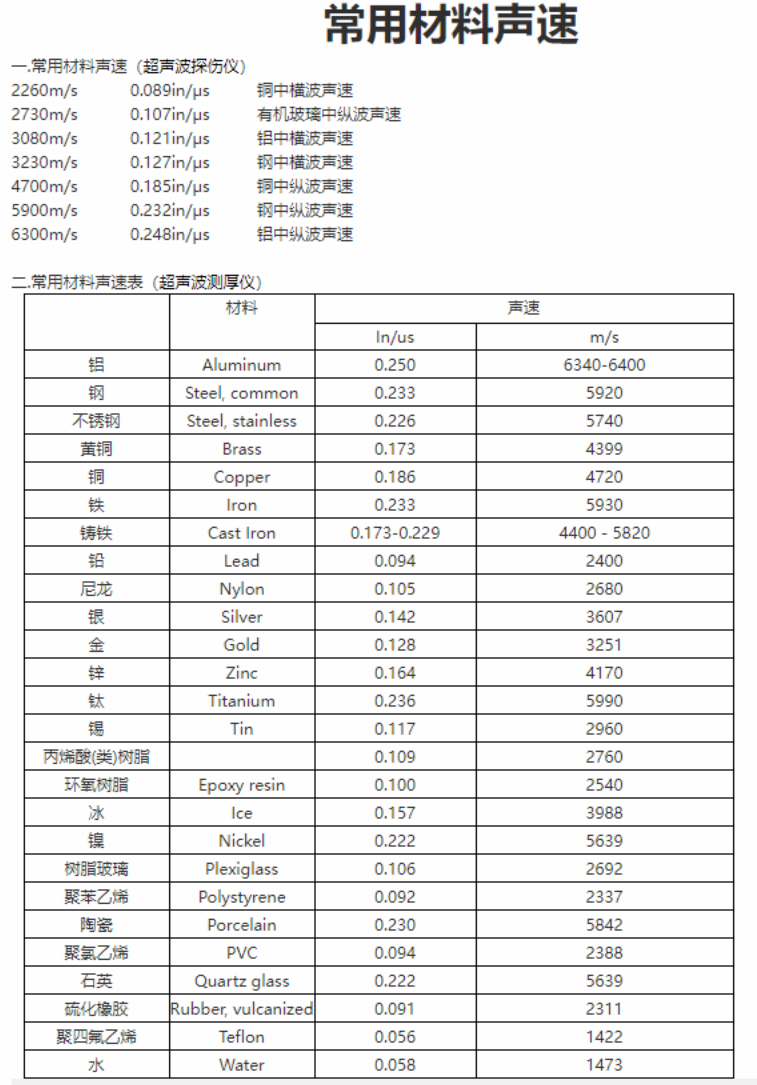 常用材料声速
一.常用材料声速（超声波探伤仪）
2260m/s 0.089in/μs 铜中横波声速
2730m/s 0.107in/μs 有机玻璃中纵波声速
3080m/s 0.121in/μs 铝中横波声速
3230m/s 0.127in/μs 钢中横波声速
4700m/s 0.185in/μs 铜中纵波声速
5900m/s 0.232in/μs 钢中纵波声速
6300m/s 0.248in/μs 铝中纵波声速
二.常用材料声速表（超声波测厚仪）
材料 声速
In/us m/s
铝 Aluminum 0.250 6340-6400
钢 Steel, common 0.233 5920
不锈钢 Steel, stainless 0.226 5740
黄铜 Brass 0.173 4399
铜 Copper 0.186 4720
铁 Iron 0.233 5930
铸铁 Cast Iron 0.173-0.229 4400 - 5820
铅 Lead 0.094 2400
尼龙 Nylon 0.105 2680
银 Silver 0.142 3607
金 Gold 0.128 3251
锌 Zinc 0.164 4170
钛 Titanium 0.236 5990
锡 Tin 0.117 2960
丙烯酸(类)树脂 0.109 2760
环氧树脂 Epoxy resin 0.100 2540
冰 Ice 0.157 3988
镍 Nickel 0.222 5639
树脂玻璃 Plexiglass 0.106 2692
聚苯乙烯 Polystyrene 0.092 2337
陶瓷 Porcelain 0.230 5842
聚氯乙烯 PVC 0.094 2388
石英 Quartz glass 0.222 5639
硫化橡胶 Rubber, vulcanized 0.091 2311
聚四氟乙烯 Teflon 0.056 1422
水 Water 0.058 1473